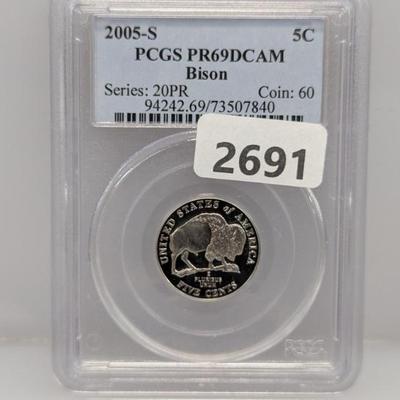 2005-S 5C
PCGS PR69DCAM
Bison
Series: 20PR Coin: 60
94242.69/73507840
2691
UNITED STATES of AMERICA
E
PLURIBUS
UNUM
FIVE CENTS
PCGS